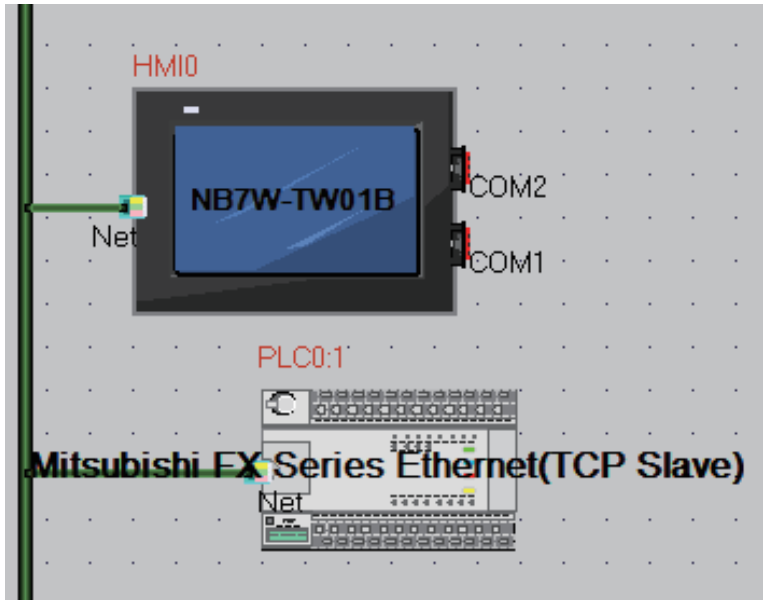 HMI0
NB7W-TW01B
COM2
Net
COM1
PLC0:1
Mitsubishi FX Series Ethernet(TCP Slave)
Net